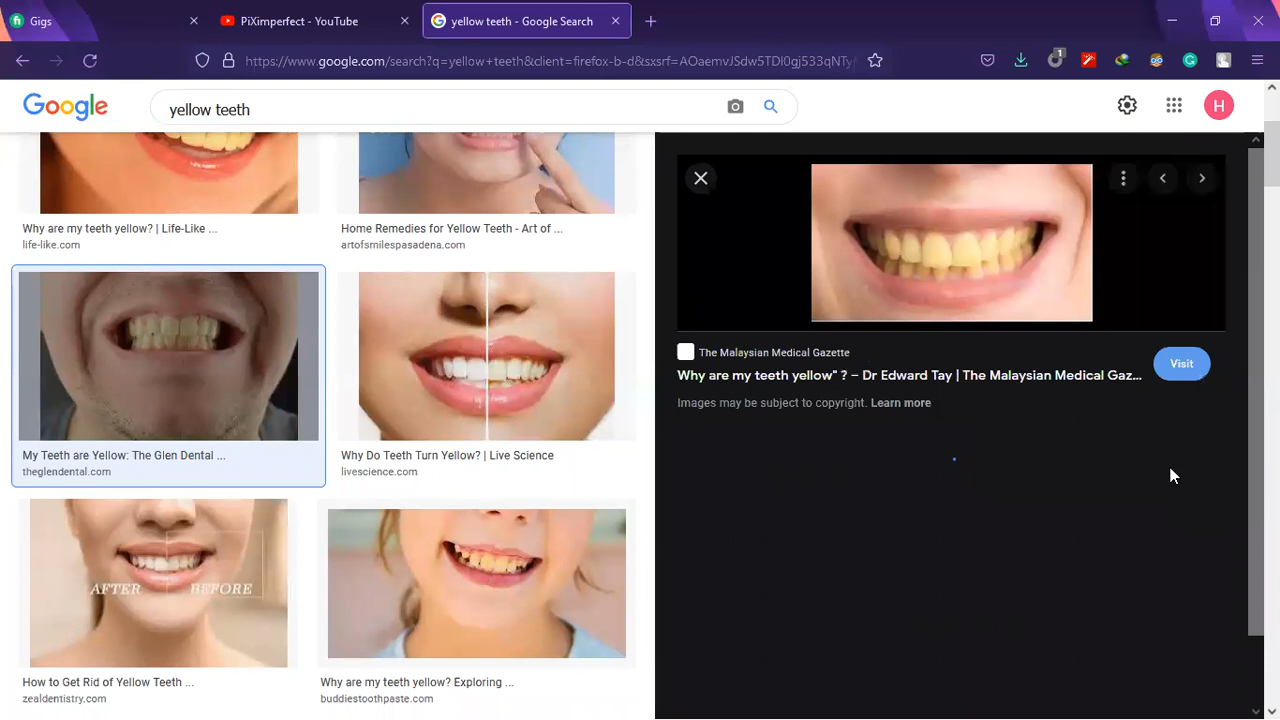 Gigs
PiXimperfect - YouTube
yellow teeth - Google Search
https://www.google.com/search?q=yellow+teeth&client=firefox-b-d&sxsrf=AOaemvJSdw5TDI0gj533qNTy
1
Google
yellow teeth
H
Why are my teeth yellow? | Life-Like ...
life-like.com
Home Remedies for Yellow Teeth - Art of ...
artofsmilespasadena.com
My Teeth are Yellow: The Glen Dental ...
theglendental.com
Why Do Teeth Turn Yellow? | Live Science
livescience.com
AFTER BEFORE
How to Get Rid of Yellow Teeth ...
zealdentistry.com
Why are my teeth yellow? Exploring ...
buddiestoothpaste.com
The Malaysian Medical Gazette
Why are my teeth yellow" ? – Dr Edward Tay | The Malaysian Medical Gaz...
Visit
Images may be subject to copyright. Learn more